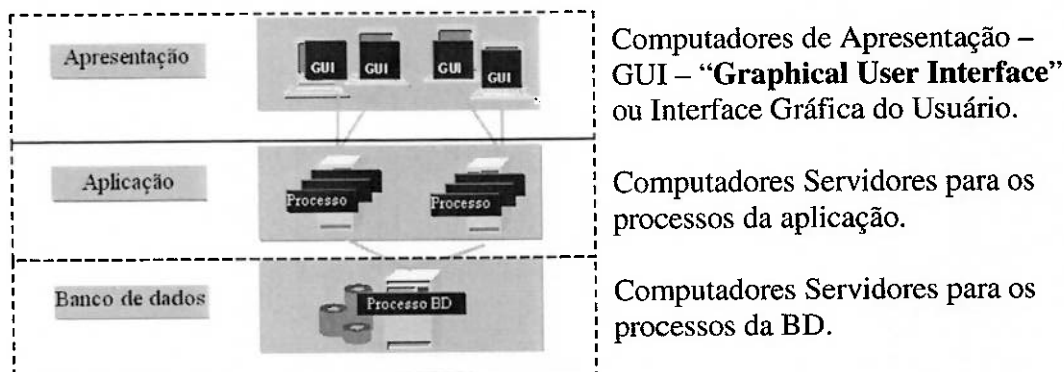 Apresentação
GUI GUI GUI GUI
Computadores de Apresentação –
GUI – “Graphical User Interface”
ou Interface Gráfica do Usuário.
Aplicação
Processo Processo
Computadores Servidores para os
processos da aplicação.
Banco de dados
Processo BD
Computadores Servidores para os
processos da BD.